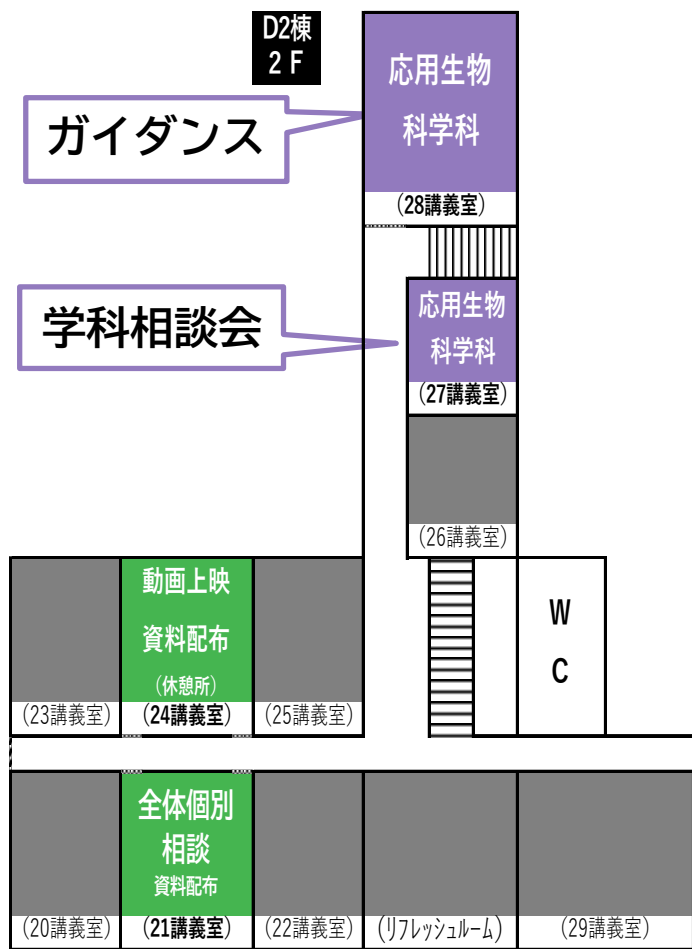 D2棟
2F
応用生物
科学科
(28講義室)
ガイダンス
学科相談会
応用生物
科学科
(27講義室)
(26講義室)
動画上映
資料配布
(休憩所)
(23講義室)
(24講義室)
(25講義室)
W
C
全体個別
相談
資料配布
(20講義室)
(21講義室)
(22講義室)
(リフレッシュルーム)
(29講義室)